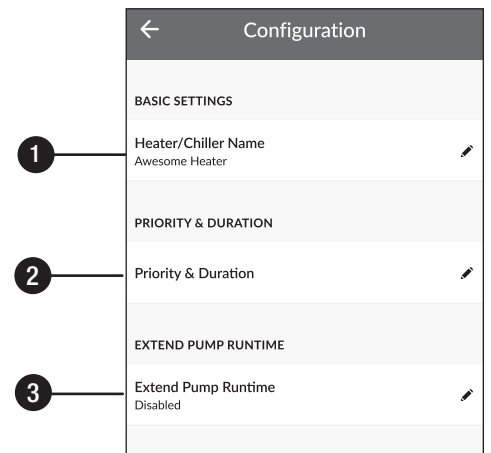 Configuration
BASIC SETTINGS
1
Heater/Chiller Name
Awesome Heater
PRIORITY & DURATION
2
Priority & Duration
EXTEND PUMP RUNTIME
3
Extend Pump Runtime
Disabled